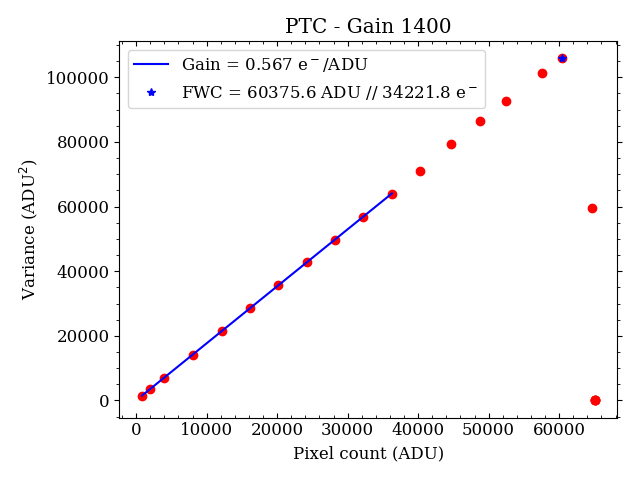 PTC - Gain 1400
Gain = 0.567 e⁻/ADU
FWC = 60375.6 ADU // 34221.8 e⁻
Variance (ADU²)
100000
80000
60000
40000
20000
0
0 10000 20000 30000 40000 50000 60000
Pixel count (ADU)